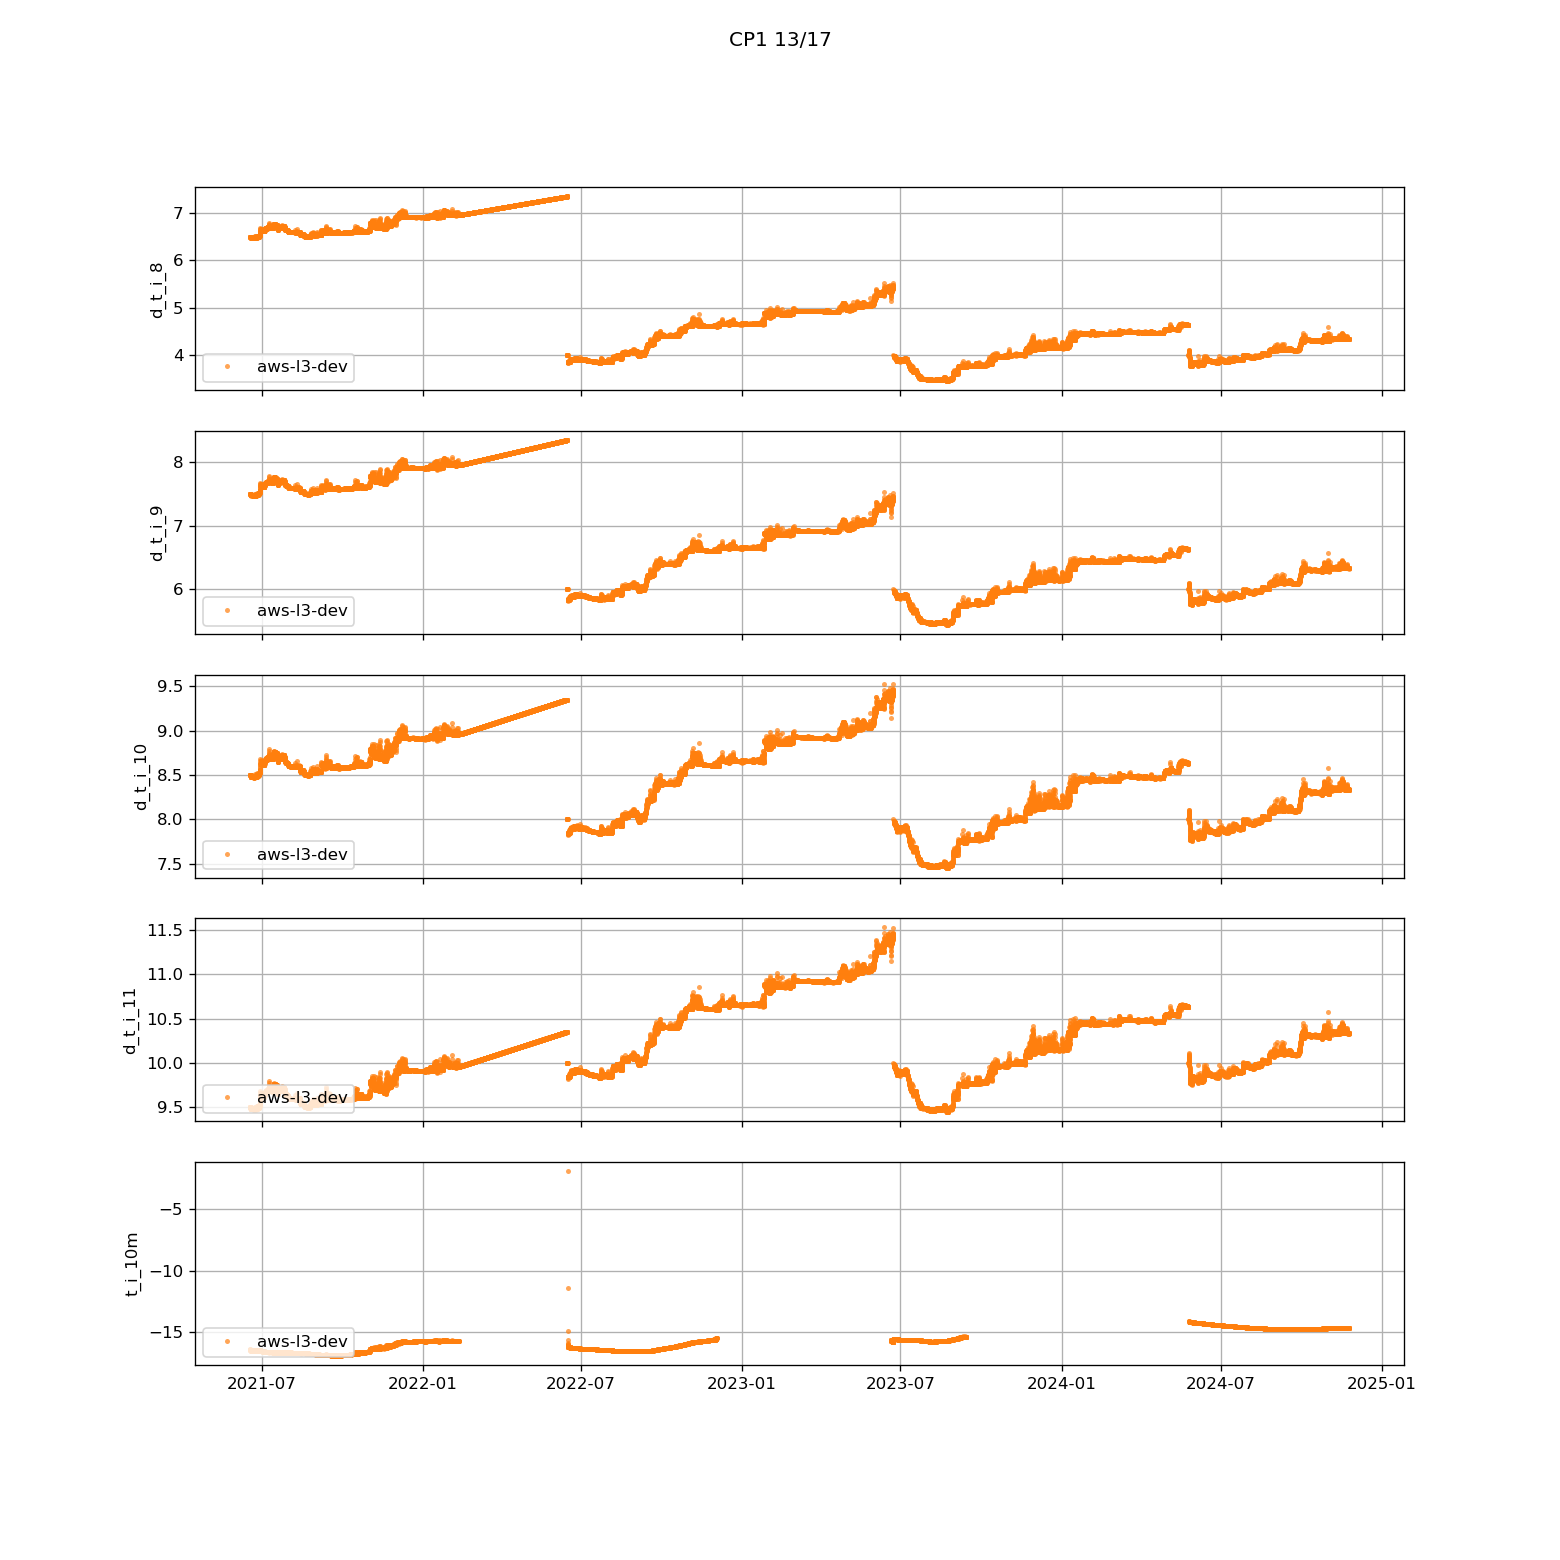 CP1 13/17
7
6
5
4
d_t_i_8
aws-l3-dev
8
7
6
d_t_i_9
aws-l3-dev
9.5
9.0
8.5
8.0
7.5
d_t_i_10
aws-l3-dev
11.5
11.0
10.5
10.0
9.5
d_t_i_11
aws-l3-dev
−5
−10
−15
t_i_10m
aws-l3-dev
2021-07 2022-01 2022-07 2023-01 2023-07 2024-01 2024-07 2025-01